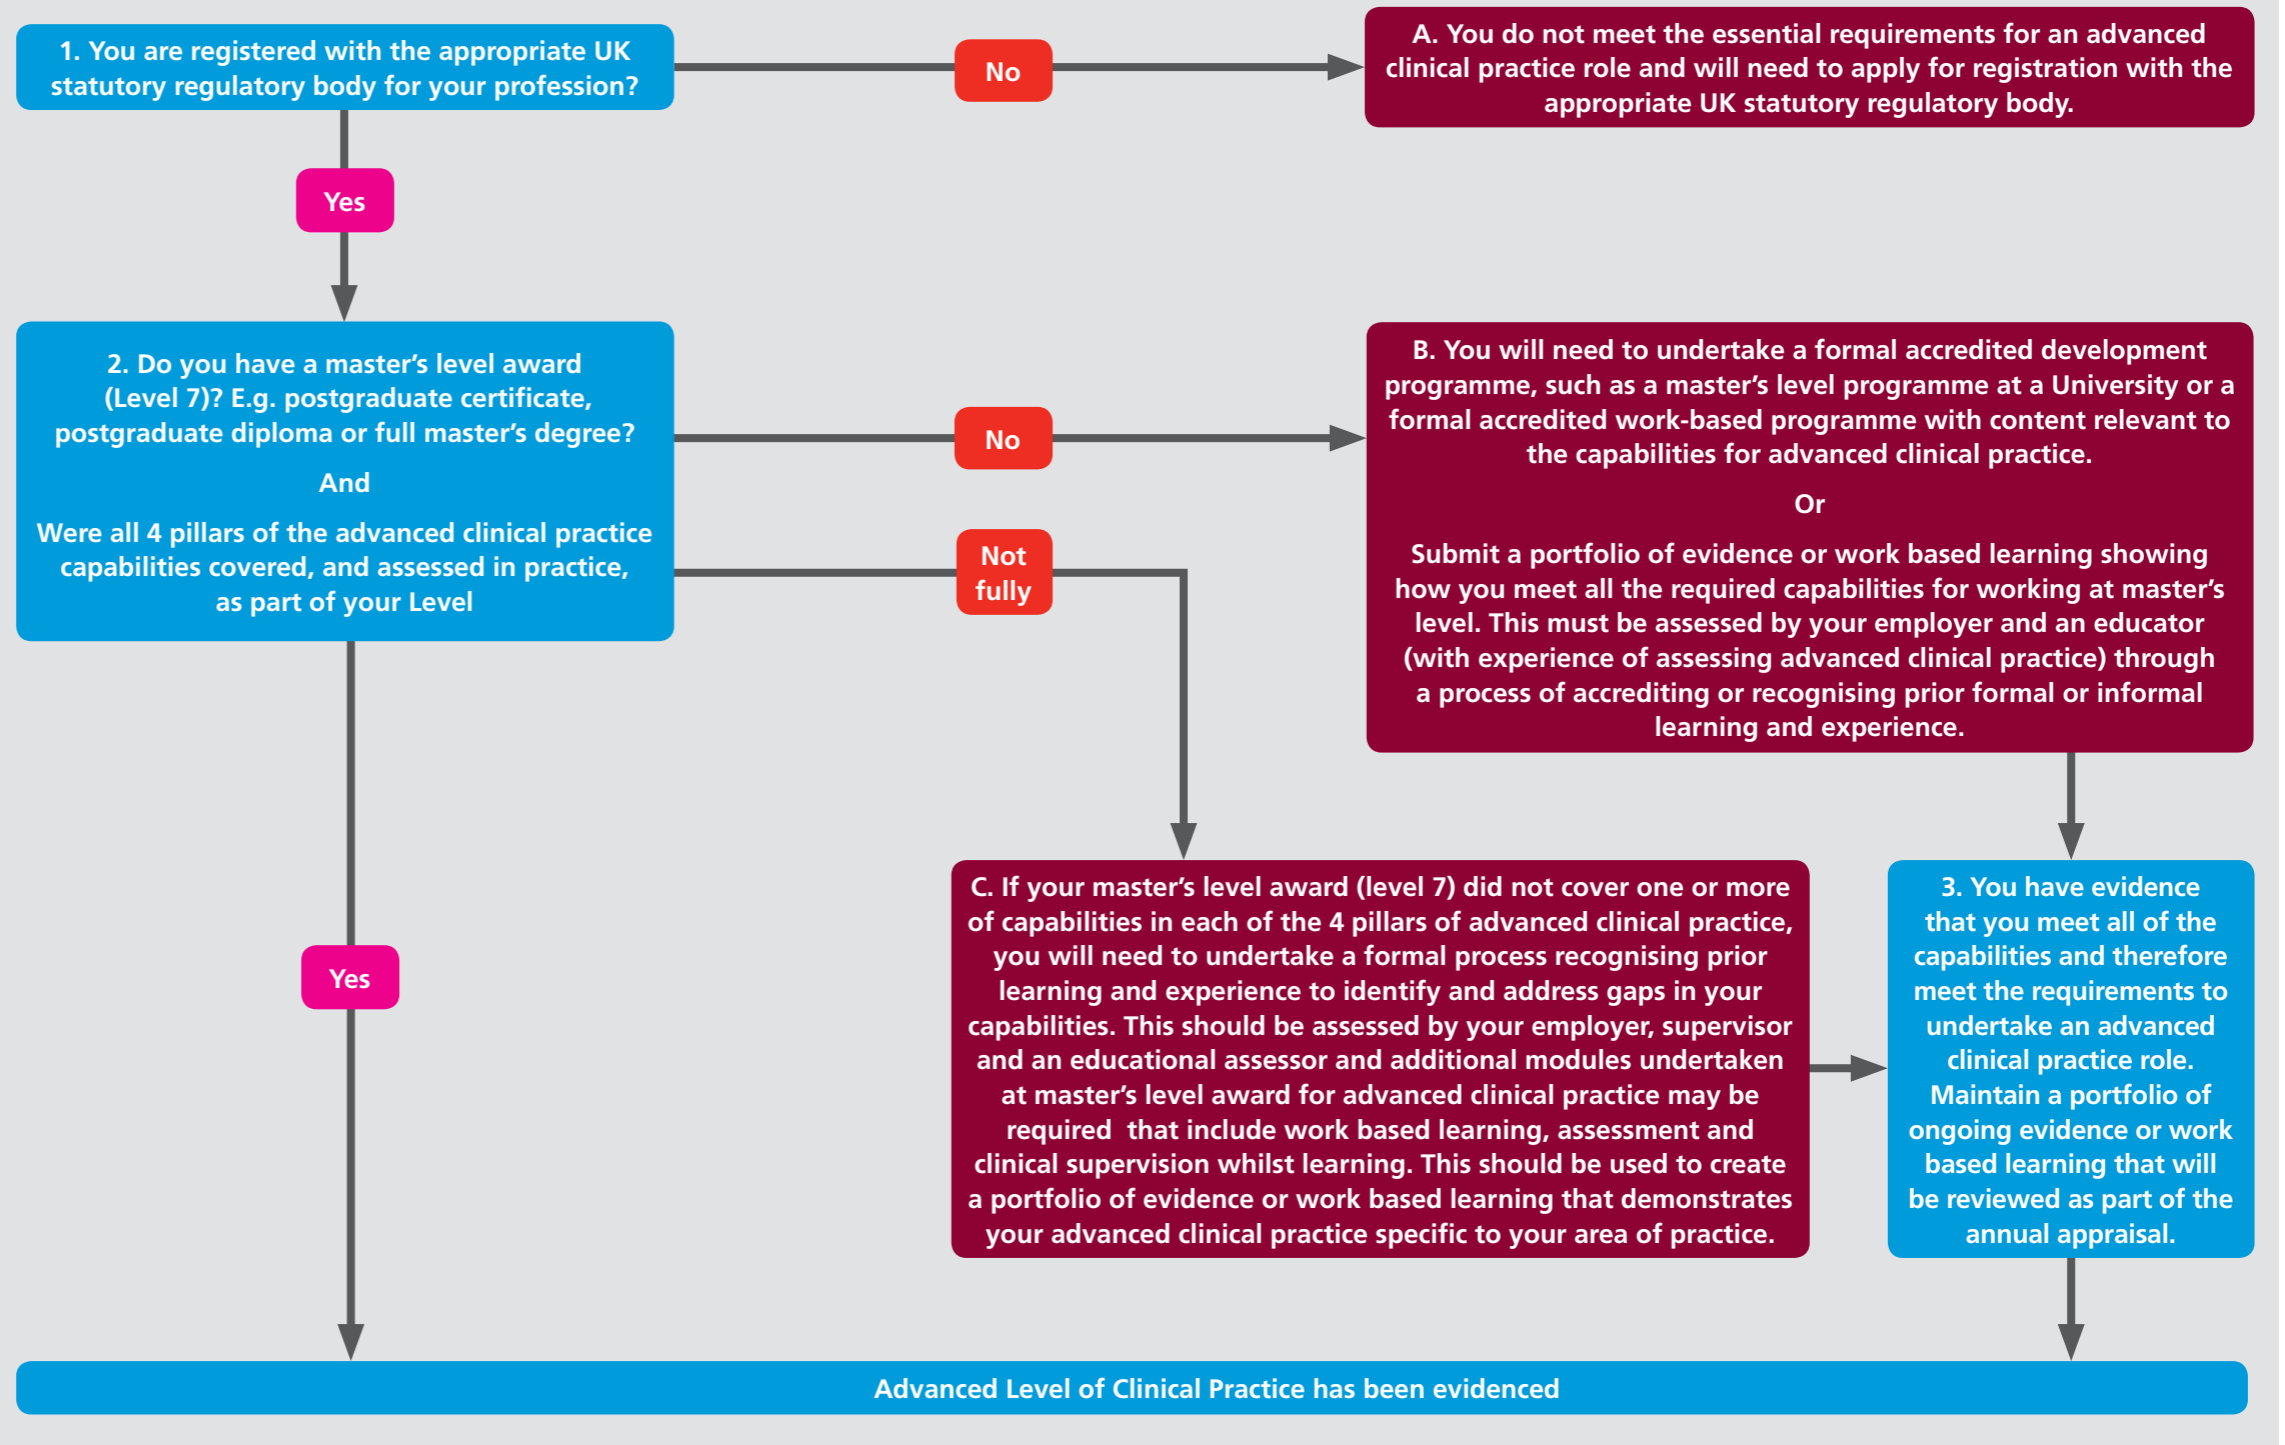 1. You are registered with the appropriate UK
statutory regulatory body for your profession?
No
A. You do not meet the essential requirements for an advanced
clinical practice role and will need to apply for registration with the
appropriate UK statutory regulatory body.
Yes
2. Do you have a master’s level award
(Level 7)? E.g. postgraduate certificate,
postgraduate diploma or full master’s degree?
And
Were all 4 pillars of the advanced clinical practice
capabilities covered, and assessed in practice,
as part of your Level
No
Not
fully
B. You will need to undertake a formal accredited development
programme, such as a master’s level programme at a University or a
formal accredited work-based programme with content relevant to
the capabilities for advanced clinical practice.
Or
Submit a portfolio of evidence or work based learning showing
how you meet all the required capabilities for working at master’s
level. This must be assessed by your employer and an educator
(with experience of assessing advanced clinical practice) through
a process of accrediting or recognising prior formal or informal
learning and experience.
Yes
C. If your master’s level award (level 7) did not cover one or more
of capabilities in each of the 4 pillars of advanced clinical practice,
you will need to undertake a formal process recognising prior
learning and experience to identify and address gaps in your
capabilities. This should be assessed by your employer, supervisor
and an educational assessor and additional modules undertaken
at master’s level award for advanced clinical practice may be
required  that include work based learning, assessment and
clinical supervision whilst learning. This should be used to create
a portfolio of evidence or work based learning that demonstrates
your advanced clinical practice specific to your area of practice.
3. You have evidence
that you meet all of the
capabilities and therefore
meet the requirements to
undertake an advanced
clinical practice role.
Maintain a portfolio of
ongoing evidence or work
based learning that will
be reviewed as part of the
annual appraisal.
Advanced Level of Clinical Practice has been evidenced